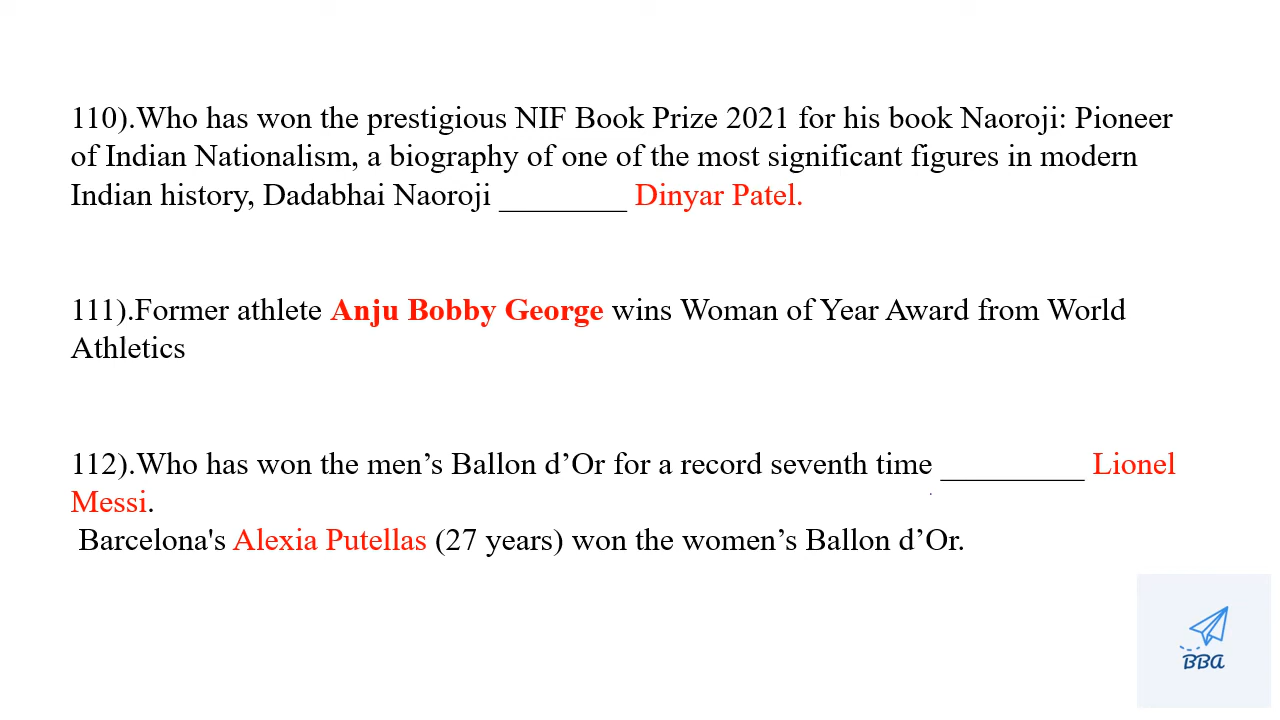 110).Who has won the prestigious NIF Book Prize 2021 for his book Naoroji: Pioneer
of Indian Nationalism, a biography of one of the most significant figures in modern
Indian history, Dadabhai Naoroji ________ Dinyar Patel.
111).Former athlete Anju Bobby George wins Woman of Year Award from World
Athletics
112).Who has won the men’s Ballon d’Or for a record seventh time _________ Lionel
Messi.
Barcelona's Alexia Putellas (27 years) won the women’s Ballon d’Or.
BBA